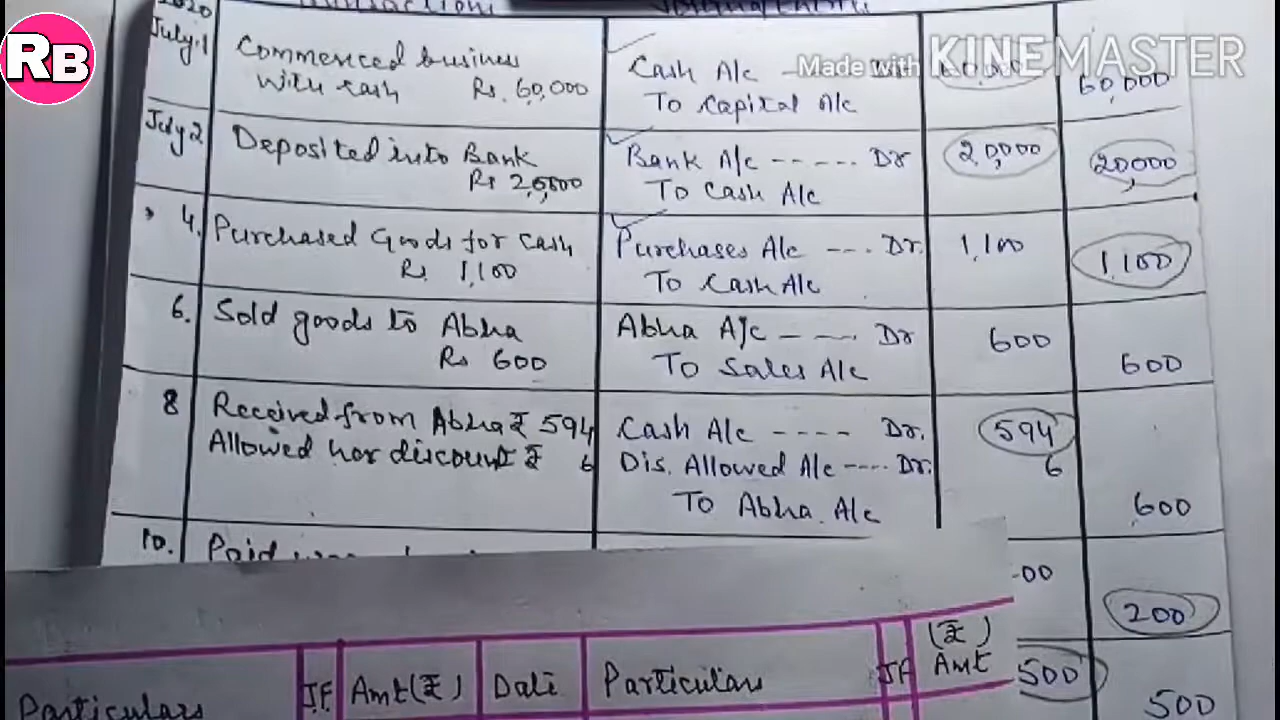 RB
Made with KINEMASTER
2020
July.1
Commenced business
with cash Rs. 60,000
Cash A/c
To Capital A/c
60,000
July 2
Deposited into Bank
Rs 20,000
Bank A/c ----- Dr
To Cash A/c
20,000
20,000
4.
Purchased Goods for cash
Rs. 1,100
Purchases A/c --- Dr.
To Cash A/c
1,100
1,100
6.
Sold goods to Abha
Rs 600
Abha A/c ---- Dr
To Sales A/c
600
600
8
Received from Abha ₹ 594
Allowed her discount ₹ 6
Cash A/c ---- Dr.
Dis. Allowed A/c ---- Dr.
To Abha A/c
594
6
600
10.
Paid
200
500
500
Particulars
J.F.
Amt(₹)
Date
Particulars
JF
(₹)
Amt